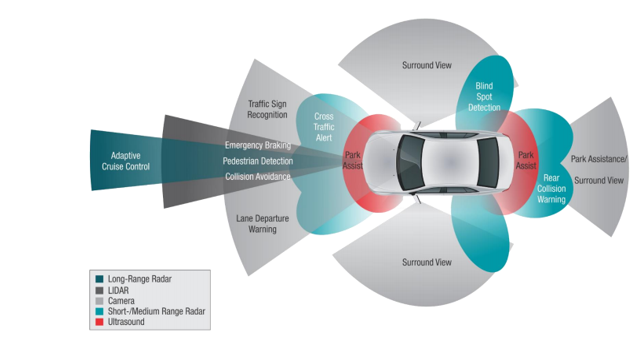 Surround View
Blind
Spot
Detection
Traffic Sign
Recognition
Cross
Traffic
Alert
Emergency Braking
Pedestrian Detection
Collision Avoidance
Adaptive
Cruise Control
Park
Assist
Park
Assist
Park Assistance/
Surround View
Rear
Collision
Warning
Lane Departure
Warning
Surround View
Long-Range Radar
LIDAR
Camera
Short-/Medium Range Radar
Ultrasound